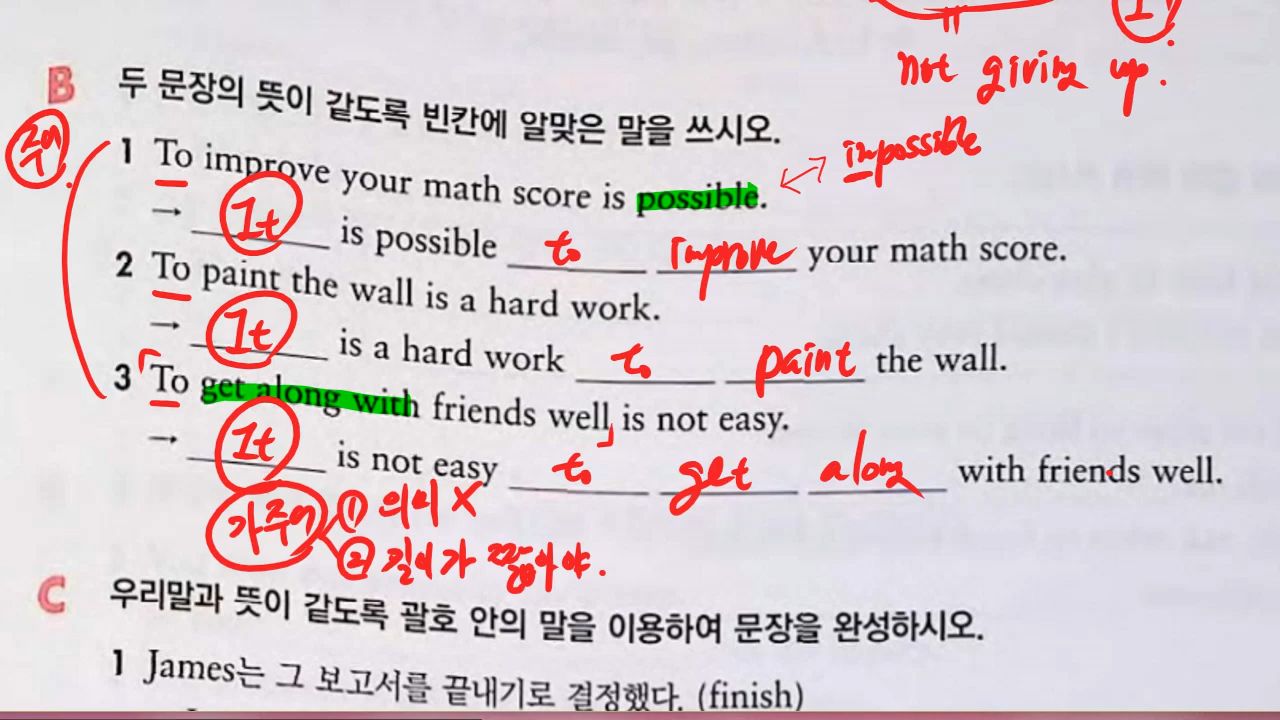 not giving up.
B 두 문장의 뜻이 같도록 빈칸에 알맞은 말을 쓰시오.
주어
1 To improve your math score is possible. ↔ impossible
→ It is possible to improve your math score.
2 To paint the wall is a hard work.
→ It is a hard work to paint the wall.
3 「To get along with friends well」 is not easy.
→ It is not easy to get along with friends well.
가주어 ① 의미 X
② 길이가 짧아야.
C 우리말과 뜻이 같도록 괄호 안의 말을 이용하여 문장을 완성하시오.
1 James는 그 보고서를 끝내기로 결정했다. (finish)